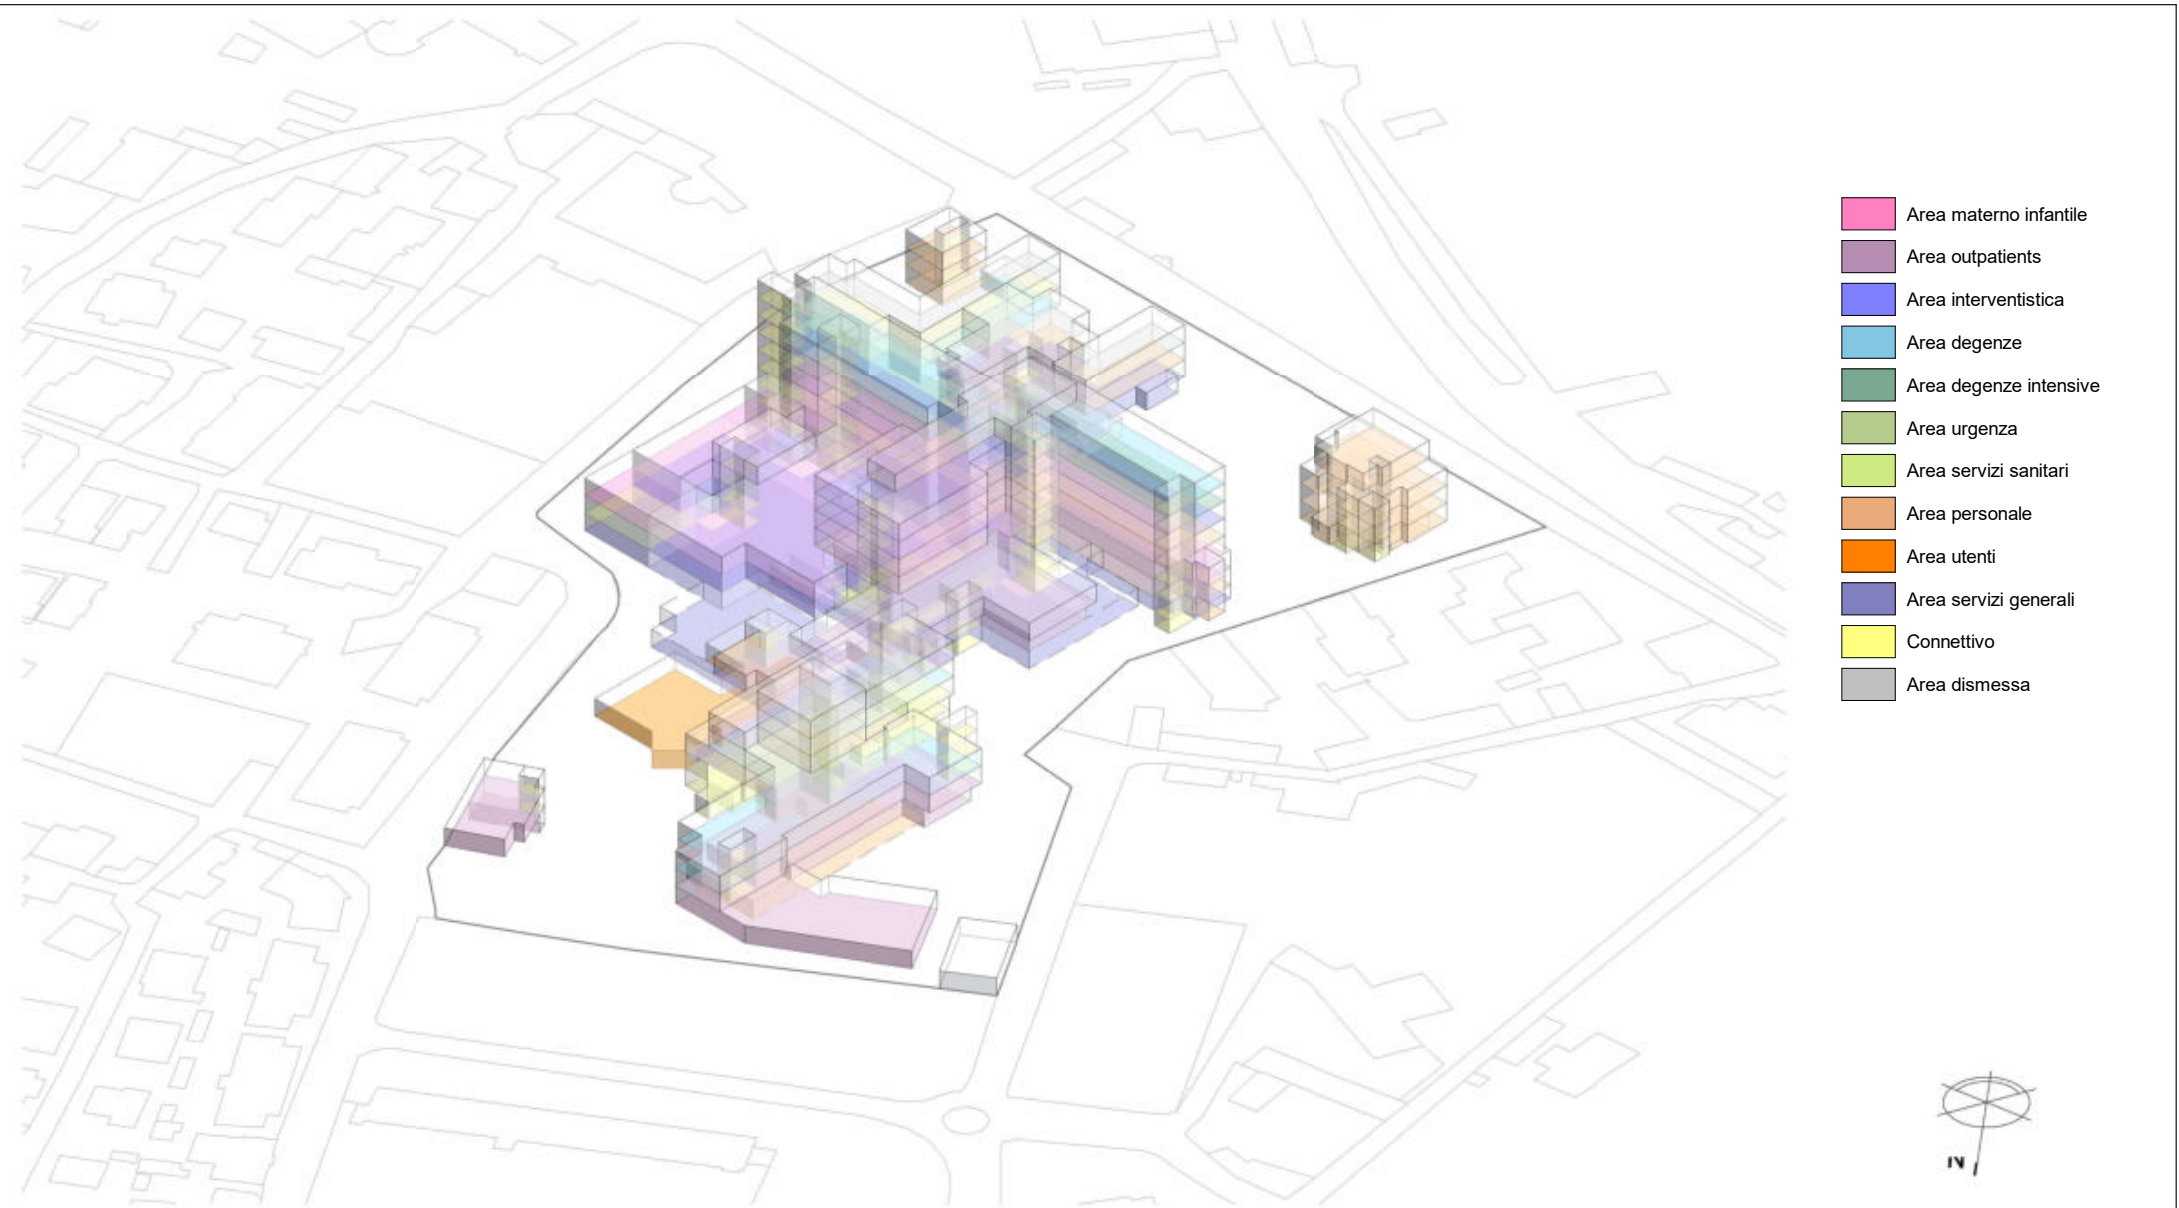 Area materno infantile
Area outpatients
Area interventistica
Area degenze
Area degenze intensive
Area urgenza
Area servizi sanitari
Area personale
Area utenti
Area servizi generali
Connettivo
Area dismessa
N